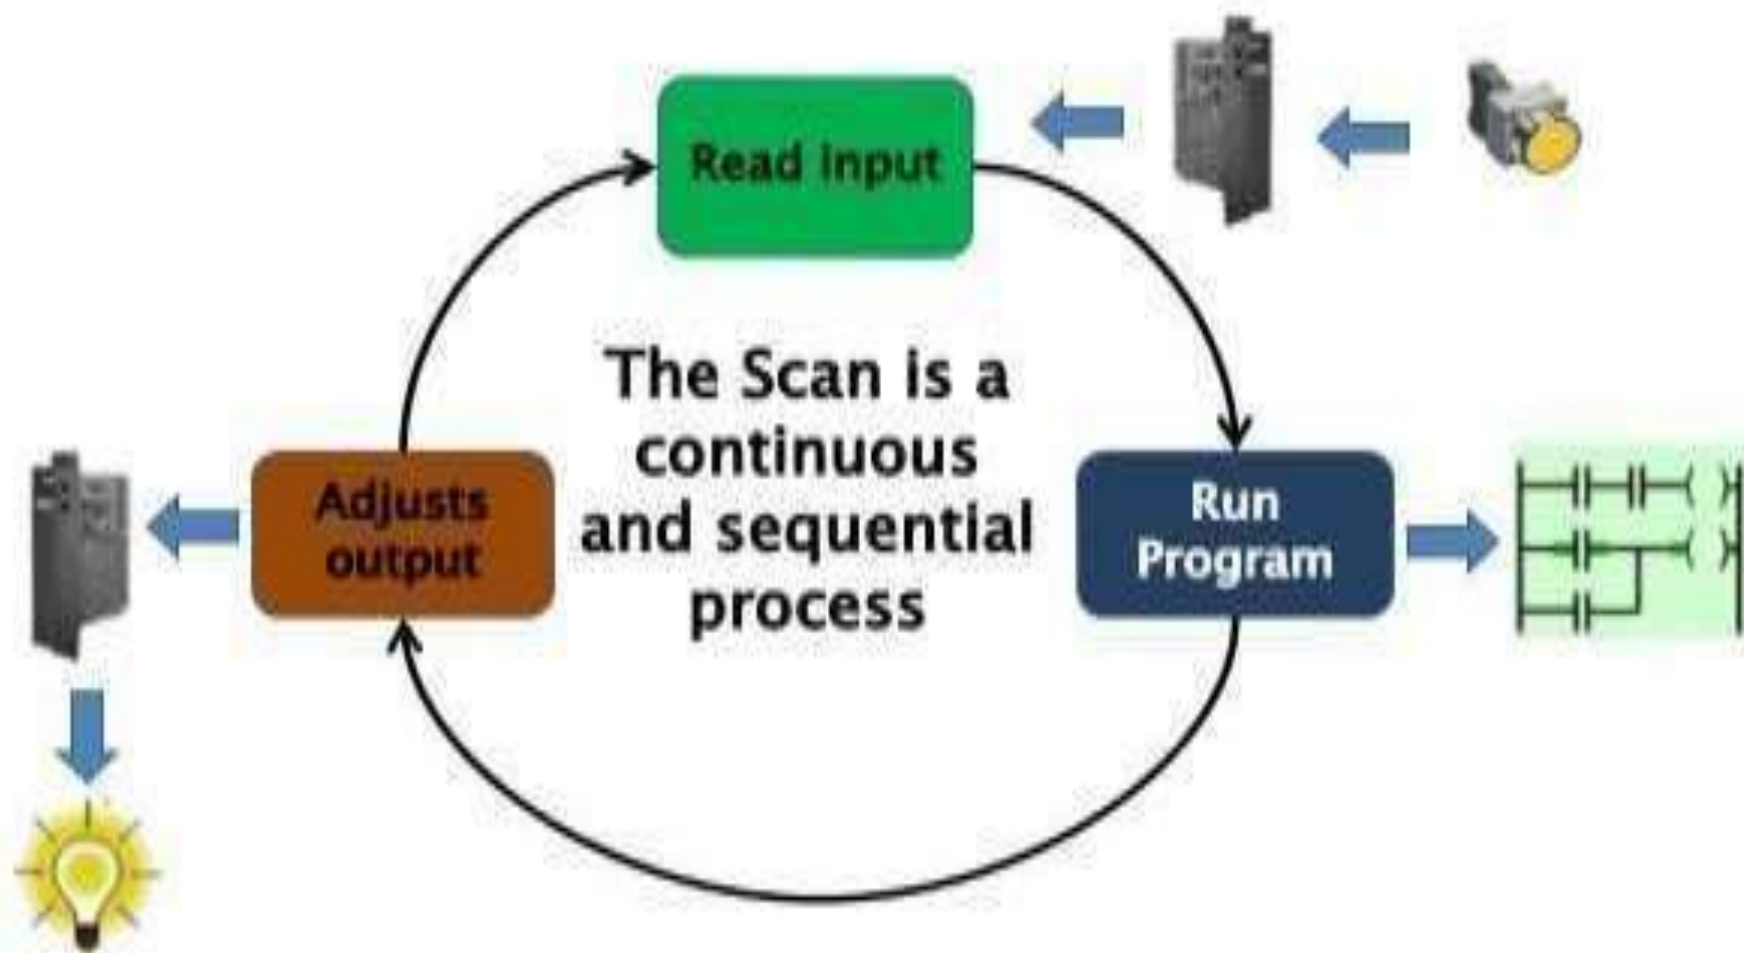 Read input
The Scan is a
continuous
and sequential
process
Adjusts
output
Run
Program